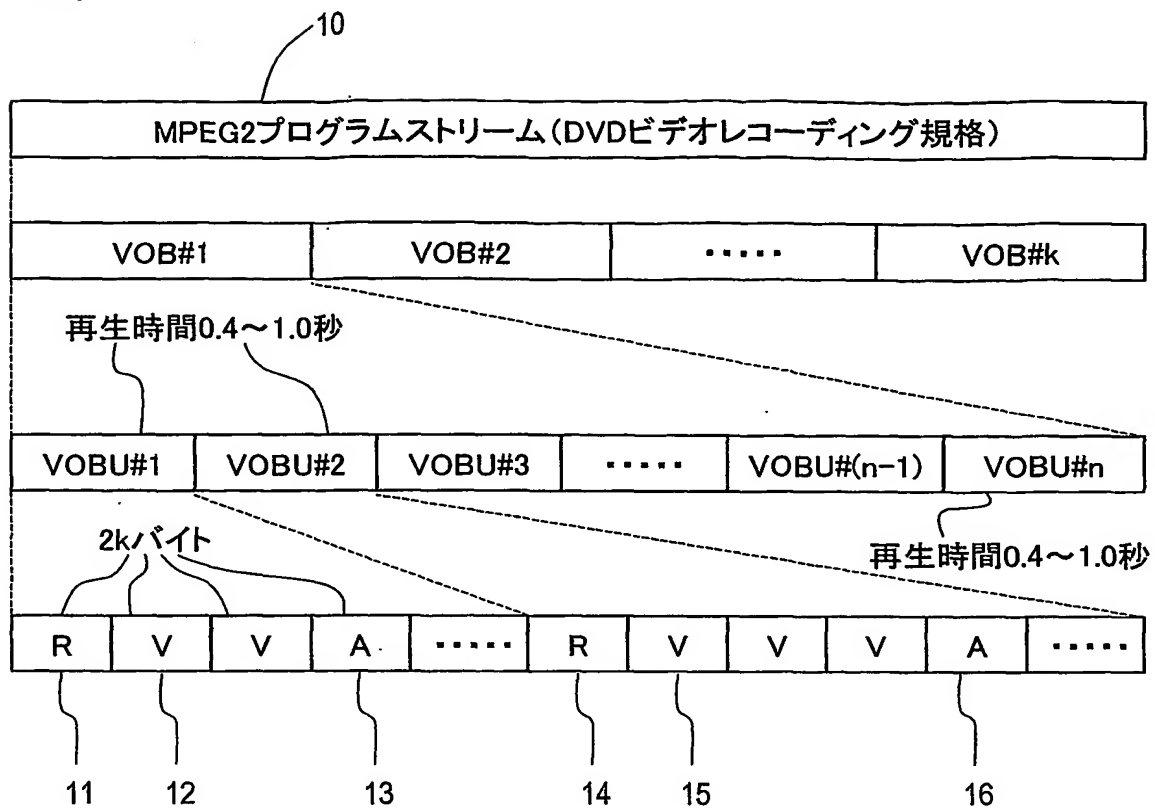 10
MPEG2プログラムストリーム(DVDビデオレコーディング規格)
VOB#1 VOB#2 ····· VOB#k
再生時間0.4～1.0秒
VOBU#1 VOBU#2 VOBU#3 ····· VOBU#(n-1) VOBU#n
2kバイト
再生時間0.4～1.0秒
R V V A ····· R V V V A ·····
11 12 13 14 15 16